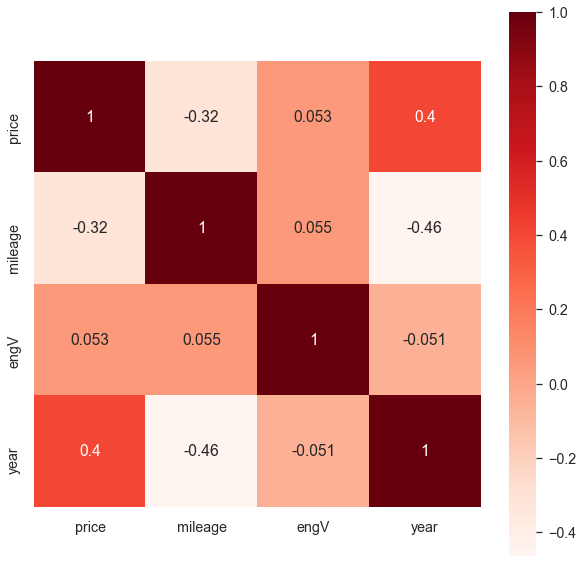 price 1 -0.32 0.053 0.4
mileage -0.32 1 0.055 -0.46
engV 0.053 0.055 1 -0.051
year 0.4 -0.46 -0.051 1
price mileage engV year
1.0
0.8
0.6
0.4
0.2
0.0
−0.2
−0.4